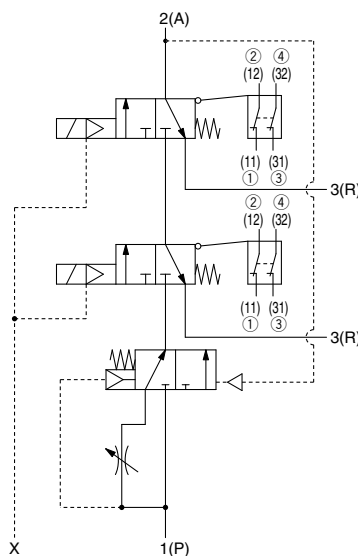 2(A)
② ④
(12) (32)
(11) (31)
① ③
3(R)
② ④
(12) (32)
(11) (31)
① ③
3(R)
X
1(P)